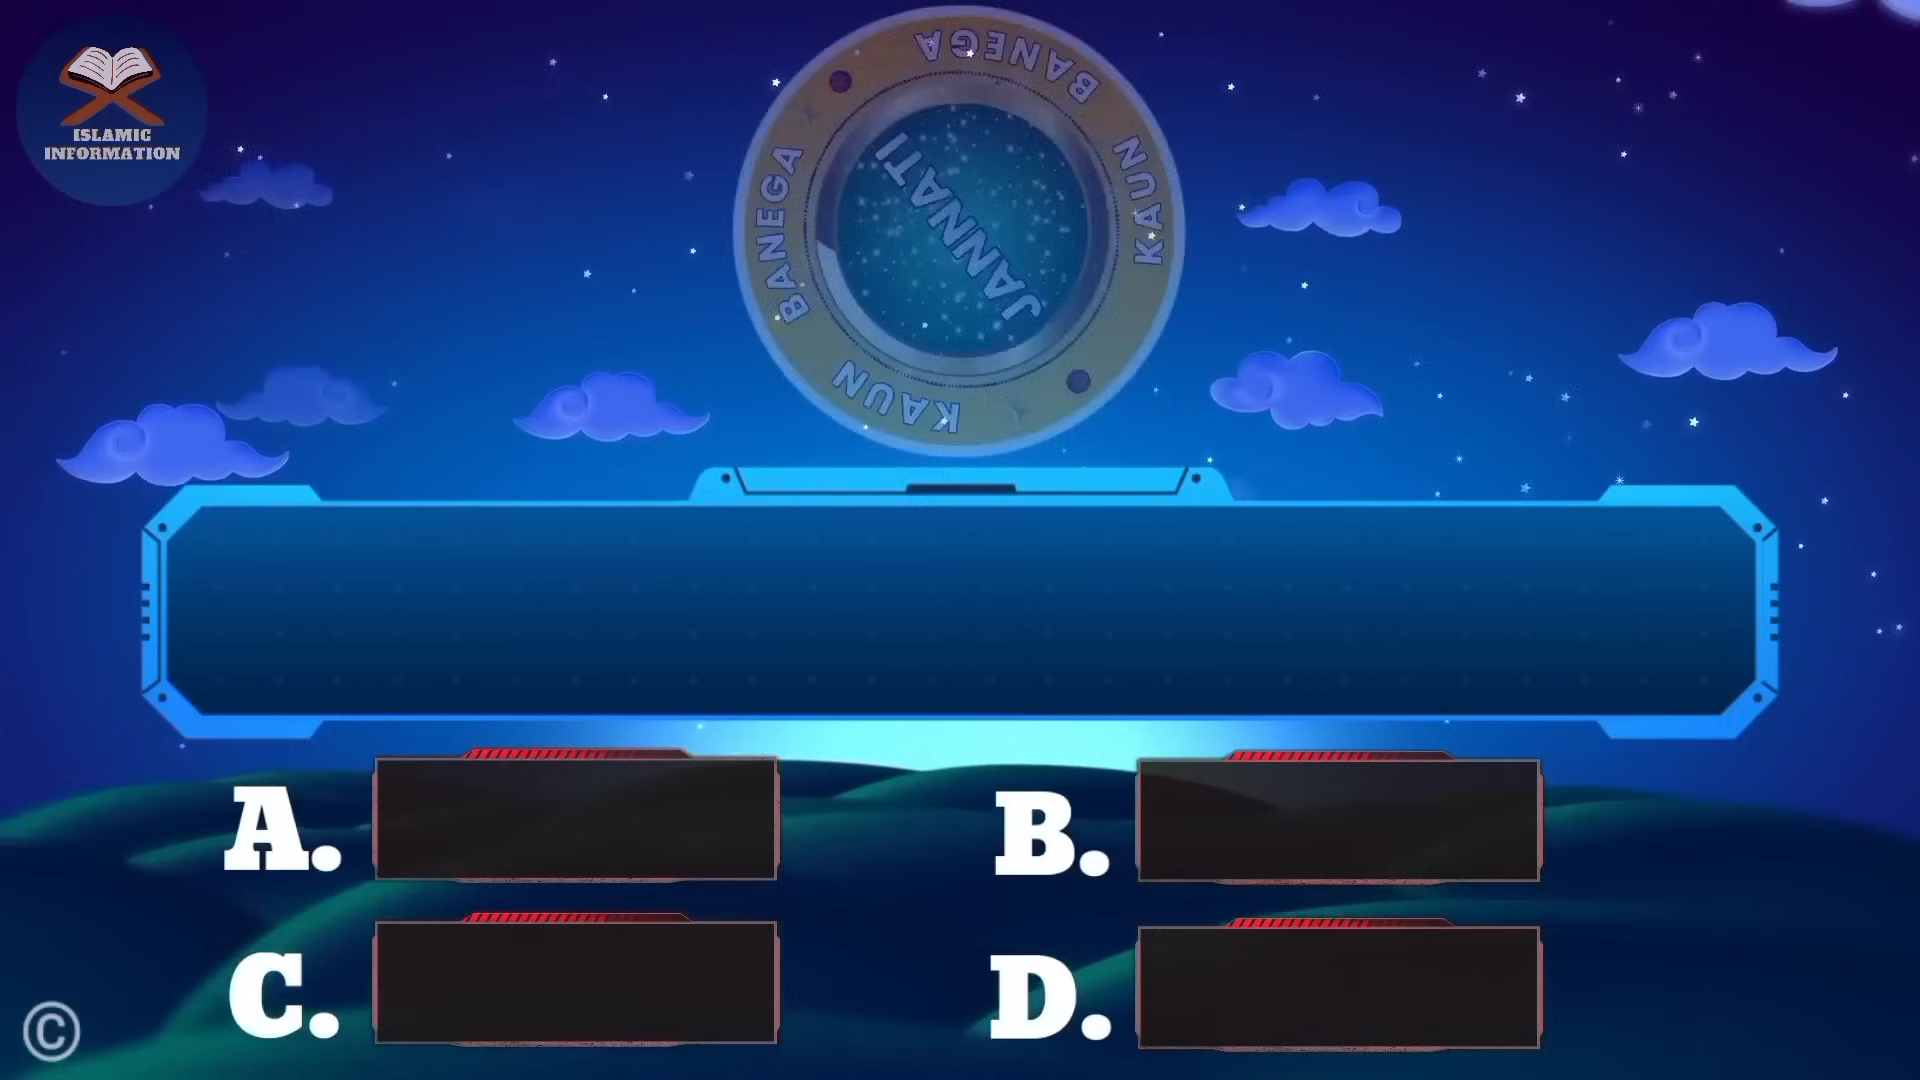 ISLAMIC
INFORMATION
KAUN BANEGA
JANNATI
KAUN BANEGA
A.
B.
C.
D.
©